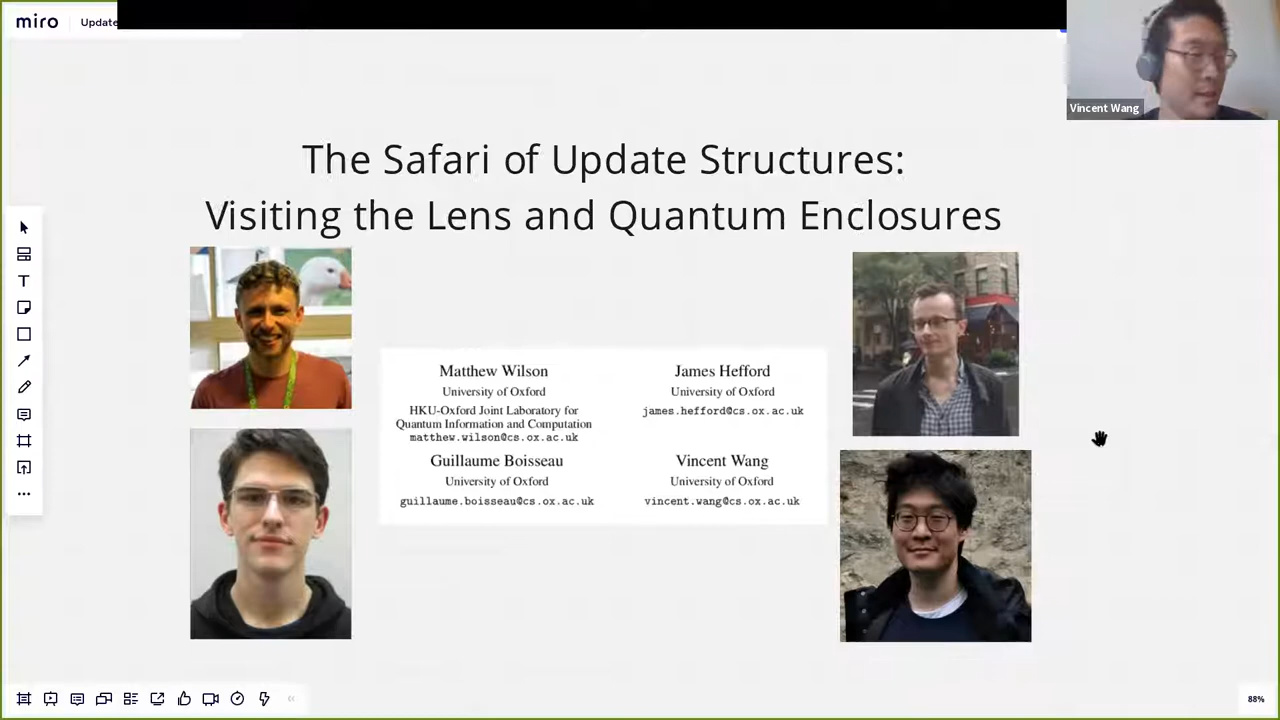 miro
Update
Vincent Wang
The Safari of Update Structures:
Visiting the Lens and Quantum Enclosures
Matthew Wilson
University of Oxford
HKU-Oxford Joint Laboratory for
Quantum Information and Computation
matthew.wilson@cs.ox.ac.uk
James Hefford
University of Oxford
james.hefford@cs.ox.ac.uk
Guillaume Boisseau
University of Oxford
guillaume.boisseau@cs.ox.ac.uk
Vincent Wang
University of Oxford
vincent.wang@cs.ox.ac.uk
88%